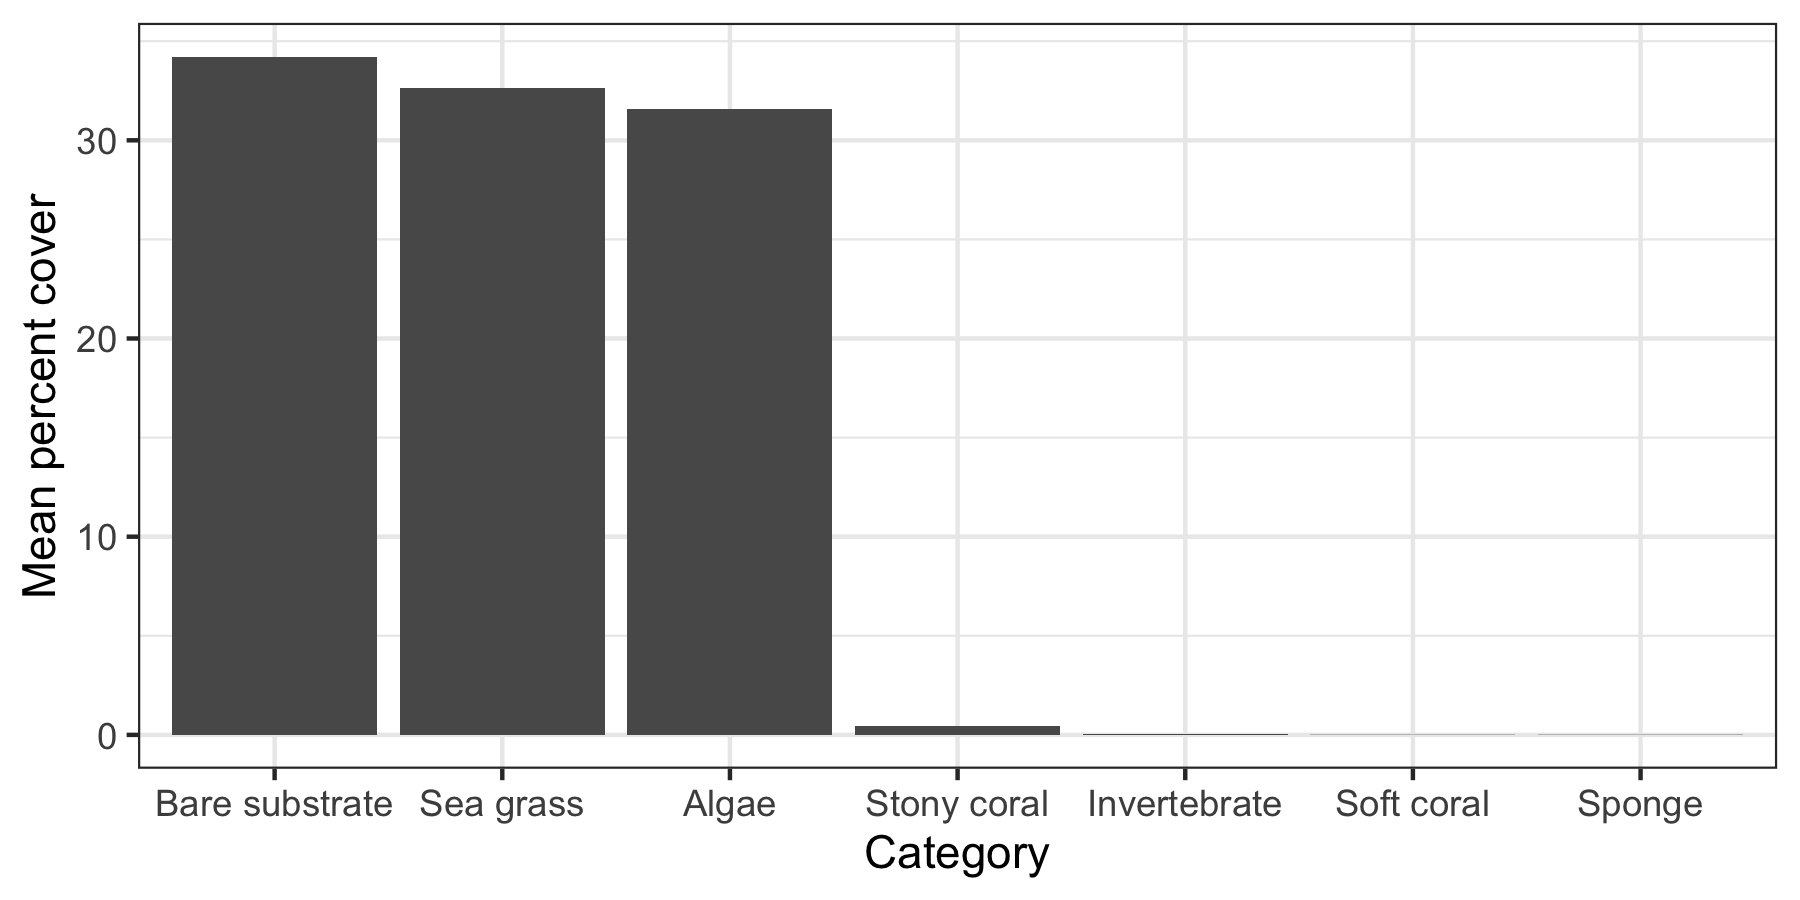 Mean percent cover
30
20
10
0
Bare substrate Sea grass Algae Stony coral Invertebrate Soft coral Sponge
Category